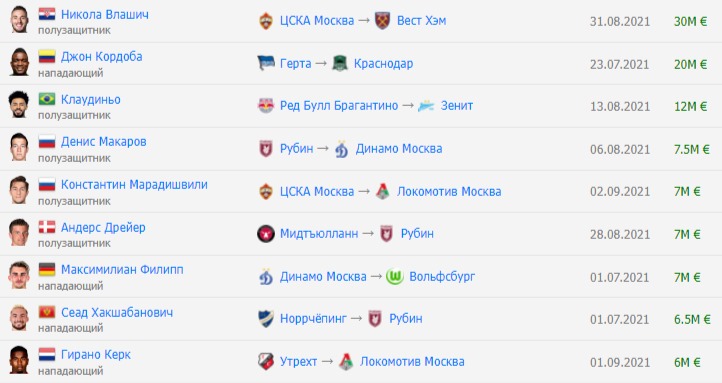 Никола Влашич ЦСКА Москва → Вест Хэм 31.08.2021 30M €
полузащитник
Джон Кордоба Герта → Краснодар 23.07.2021 20M €
нападающий
Клаудиньо Ред Булл Брагантино → Зенит 13.08.2021 12M €
полузащитник
Денис Макаров Рубин → Динамо Москва 06.08.2021 7.5M €
полузащитник
Константин Марадишвили ЦСКА Москва → Локомотив Москва 02.09.2021 7M €
полузащитник
Андерс Дрейер Мидтъюлланн → Рубин 28.08.2021 7M €
полузащитник
Максимилиан Филипп Динамо Москва → Вольфсбург 01.07.2021 7M €
нападающий
Сеад Хакшабанович Норрчёпинг → Рубин 01.07.2021 6.5M €
нападающий
Гирано Керк Утрехт → Локомотив Москва 01.09.2021 6M €
нападающий